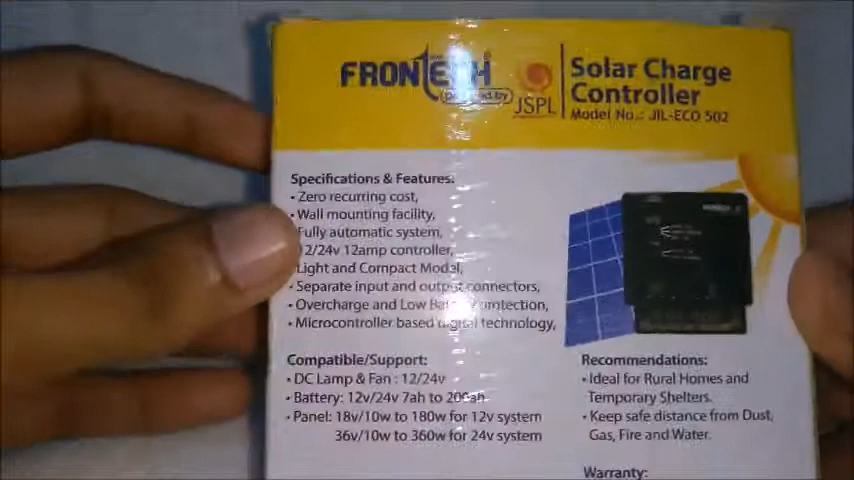 FRONTECH
powered by
JSPL
Solar Charge
Controller
Model No.: JIL-ECO 502
Specifications & Features:
• Zero recurring cost,
• Wall mounting facility,
Fully automatic system,
12/24v 12amp controller,
Light and Compact Model,
• Separate input and output connectors,
• Overcharge and Low Battery protection,
• Microcontroller based digital technology,
Compatible/Support:
• DC Lamp & Fan : 12/24v
• Battery: 12v/24v 7ah to 200ah
• Panel: 18v/10w to 180w for 12v system
36v/10w to 360w for 24v system
Recommendations:
• Ideal for Rural Homes and
Temporary Shelters.
• Keep safe distance from Dust,
Gas, Fire and Water.
Warranty: